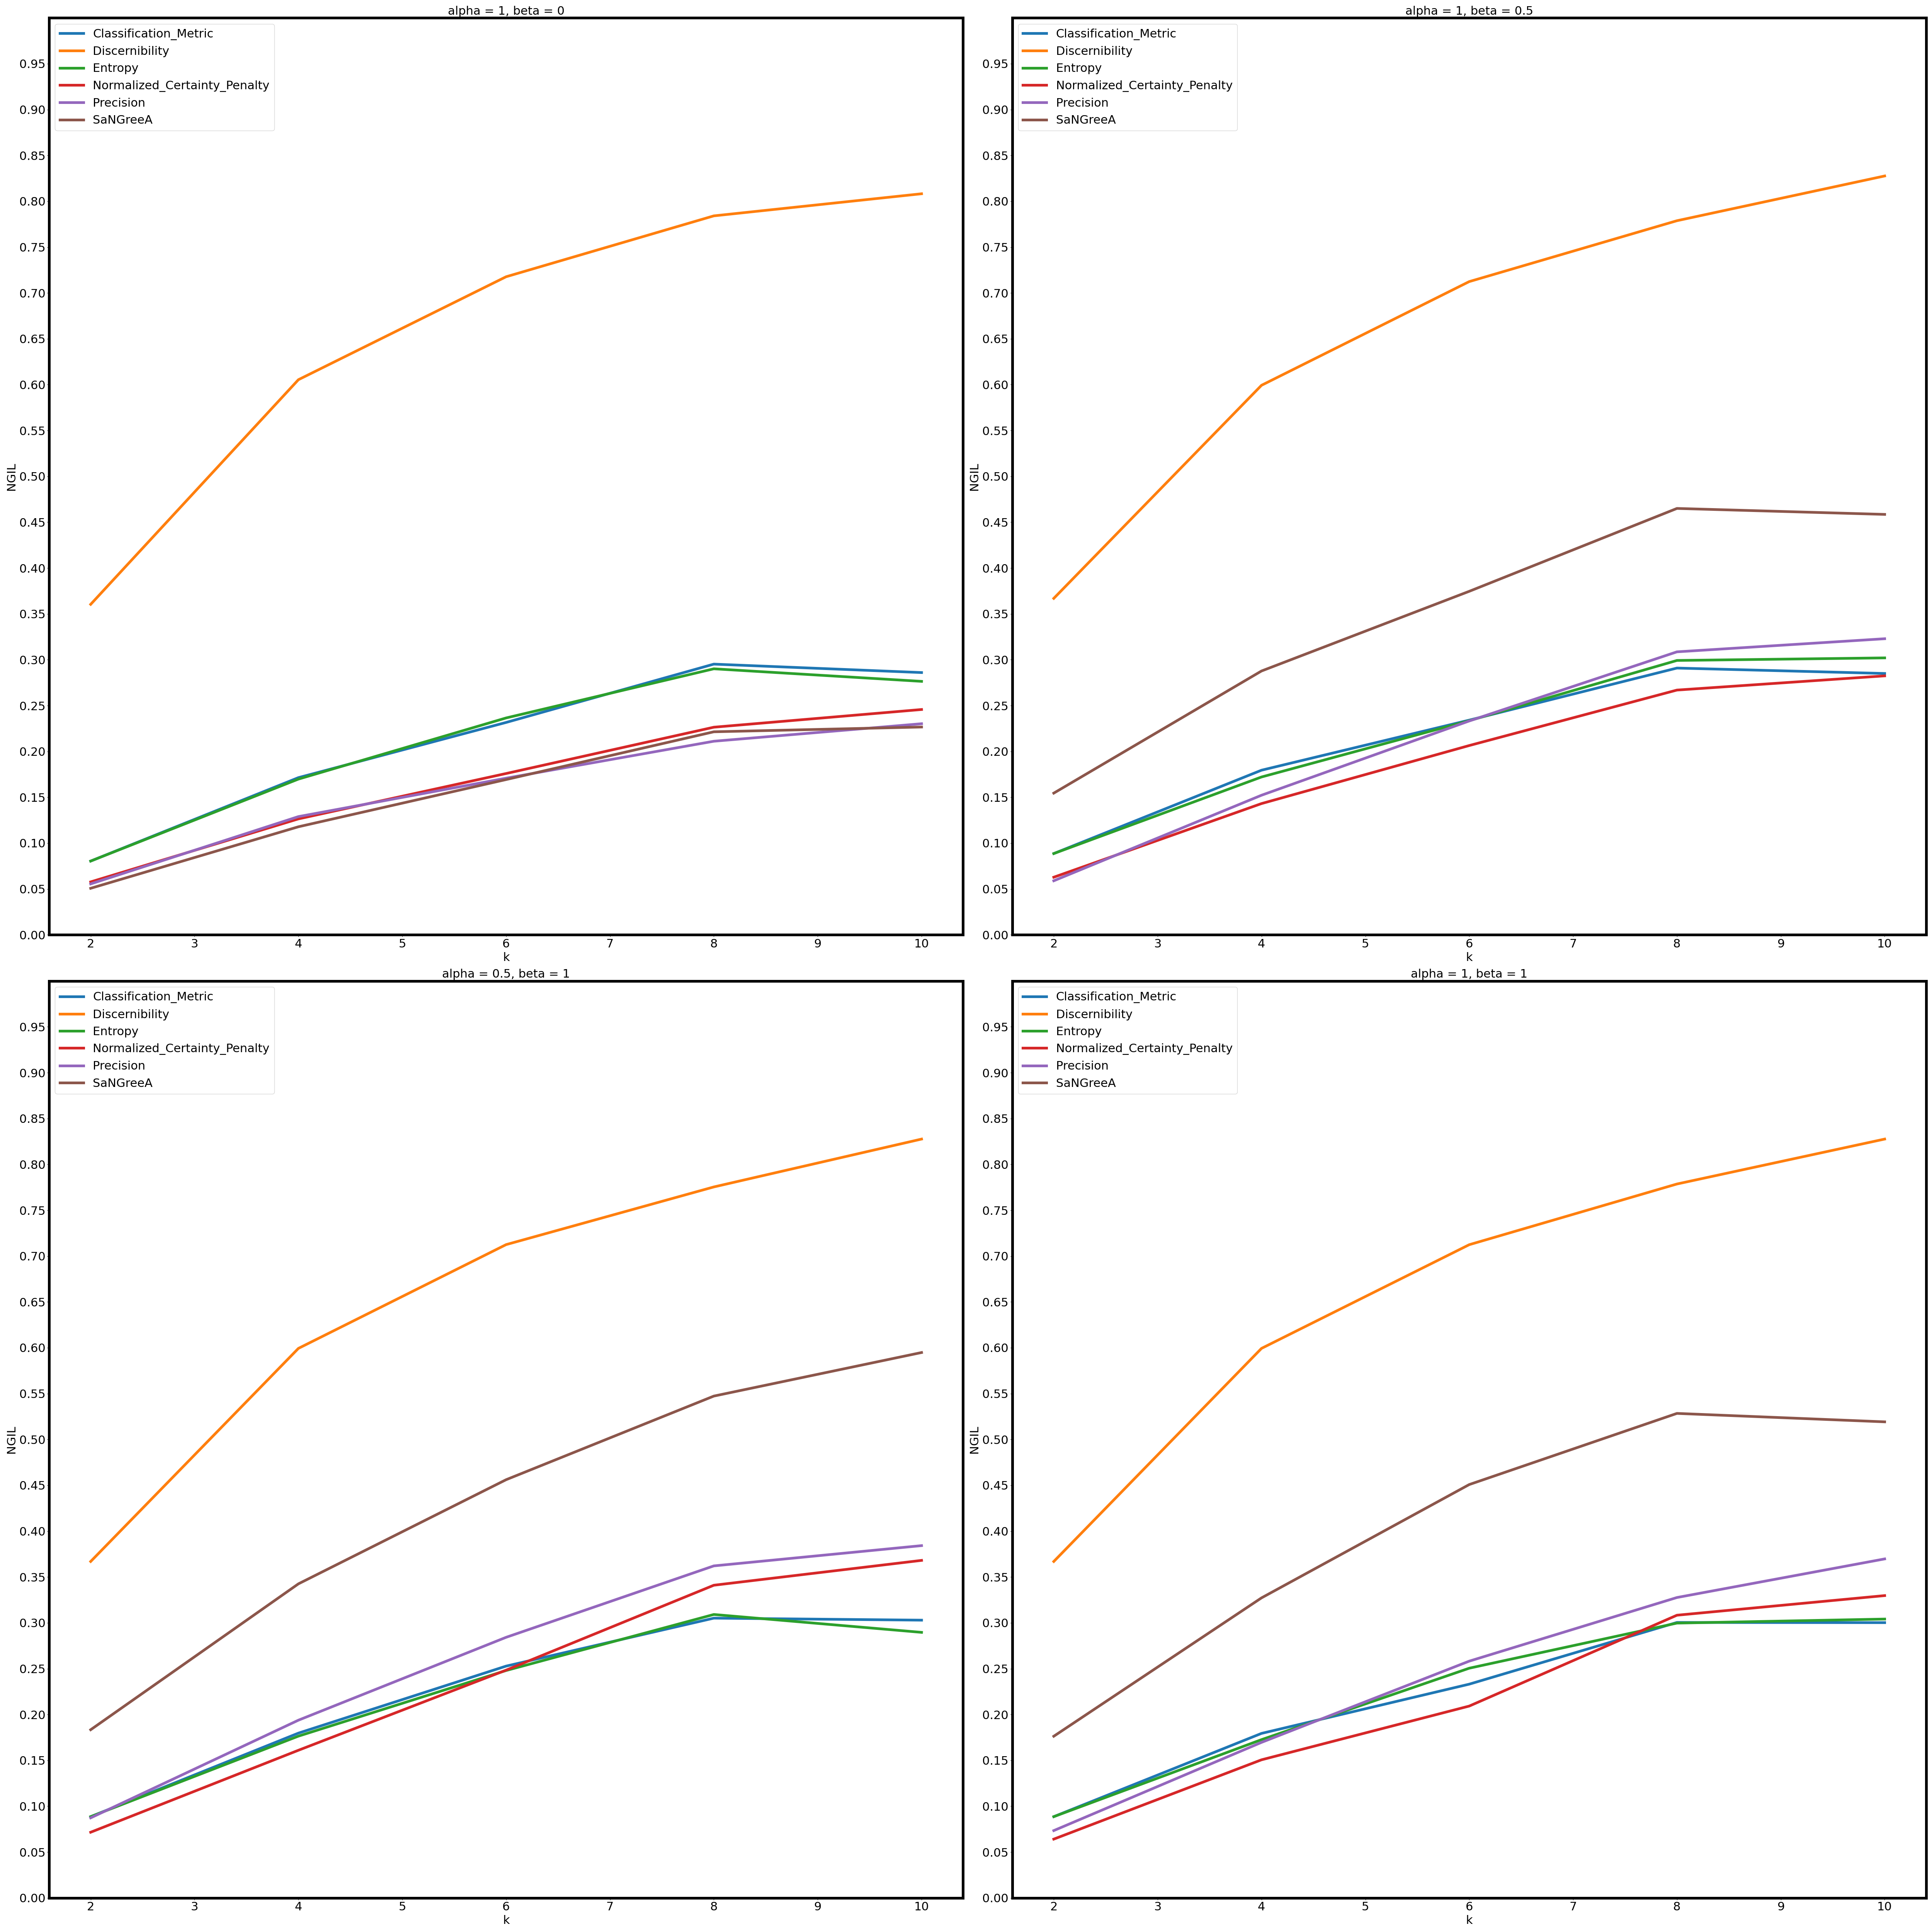 alpha = 1, beta = 0
Classification_Metric
Discernibility
Entropy
Normalized_Certainty_Penalty
Precision
SaNGreeA
0.95
0.90
0.85
0.80
0.75
0.70
0.65
0.60
0.55
0.50
0.45
0.40
0.35
0.30
0.25
0.20
0.15
0.10
0.05
0.00
NGIL
2 3 4 5 6 7 8 9 10
k
alpha = 1, beta = 0.5
Classification_Metric
Discernibility
Entropy
Normalized_Certainty_Penalty
Precision
SaNGreeA
0.95
0.90
0.85
0.80
0.75
0.70
0.65
0.60
0.55
0.50
0.45
0.40
0.35
0.30
0.25
0.20
0.15
0.10
0.05
0.00
NGIL
2 3 4 5 6 7 8 9 10
k
alpha = 0.5, beta = 1
Classification_Metric
Discernibility
Entropy
Normalized_Certainty_Penalty
Precision
SaNGreeA
0.95
0.90
0.85
0.80
0.75
0.70
0.65
0.60
0.55
0.50
0.45
0.40
0.35
0.30
0.25
0.20
0.15
0.10
0.05
0.00
NGIL
2 3 4 5 6 7 8 9 10
k
alpha = 1, beta = 1
Classification_Metric
Discernibility
Entropy
Normalized_Certainty_Penalty
Precision
SaNGreeA
0.95
0.90
0.85
0.80
0.75
0.70
0.65
0.60
0.55
0.50
0.45
0.40
0.35
0.30
0.25
0.20
0.15
0.10
0.05
0.00
NGIL
2 3 4 5 6 7 8 9 10
k